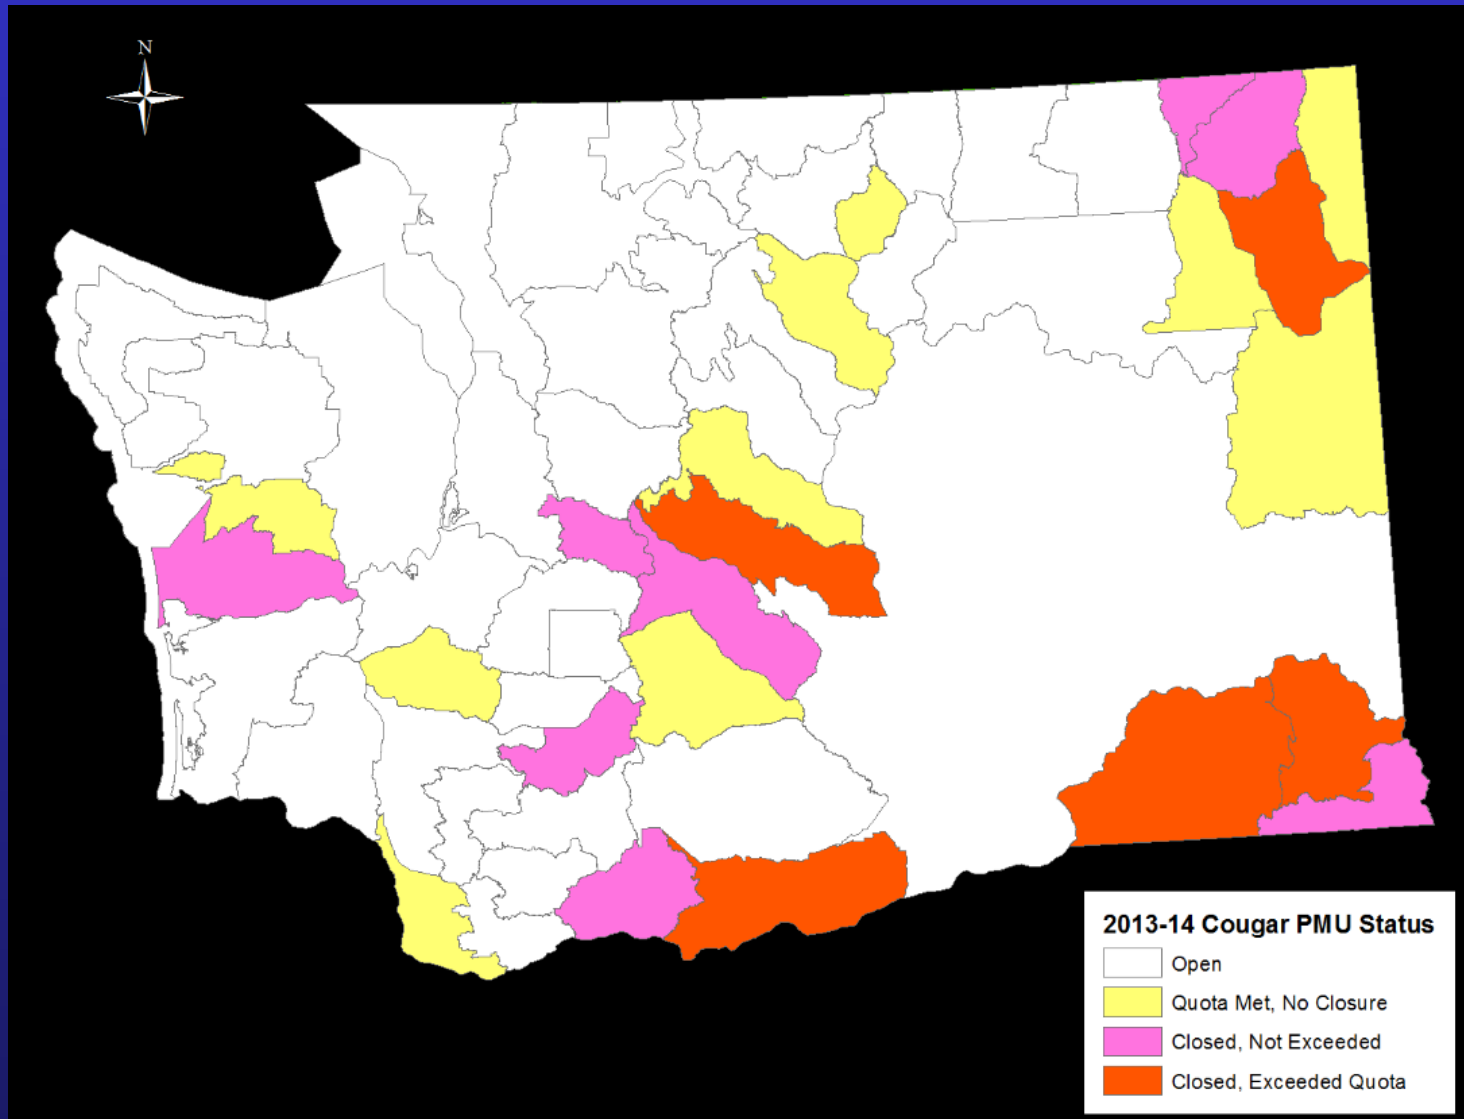 N
2013-14 Cougar PMU Status
Open
Quota Met, No Closure
Closed, Not Exceeded
Closed, Exceeded Quota